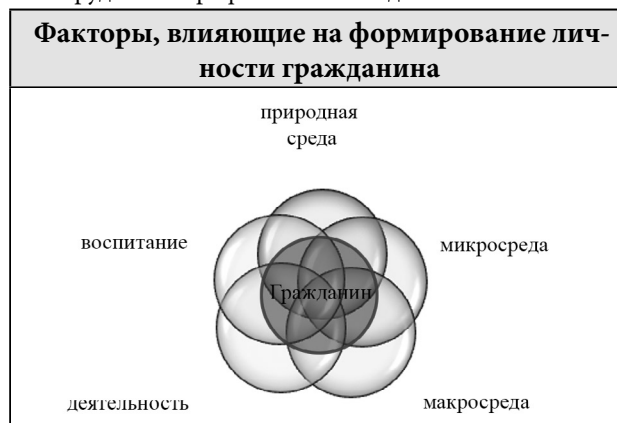 Факторы, влияющие на формирование лич-
ности гражданина
природная
среда
воспитание
микросреда
Гражданин
деятельность
макросреда